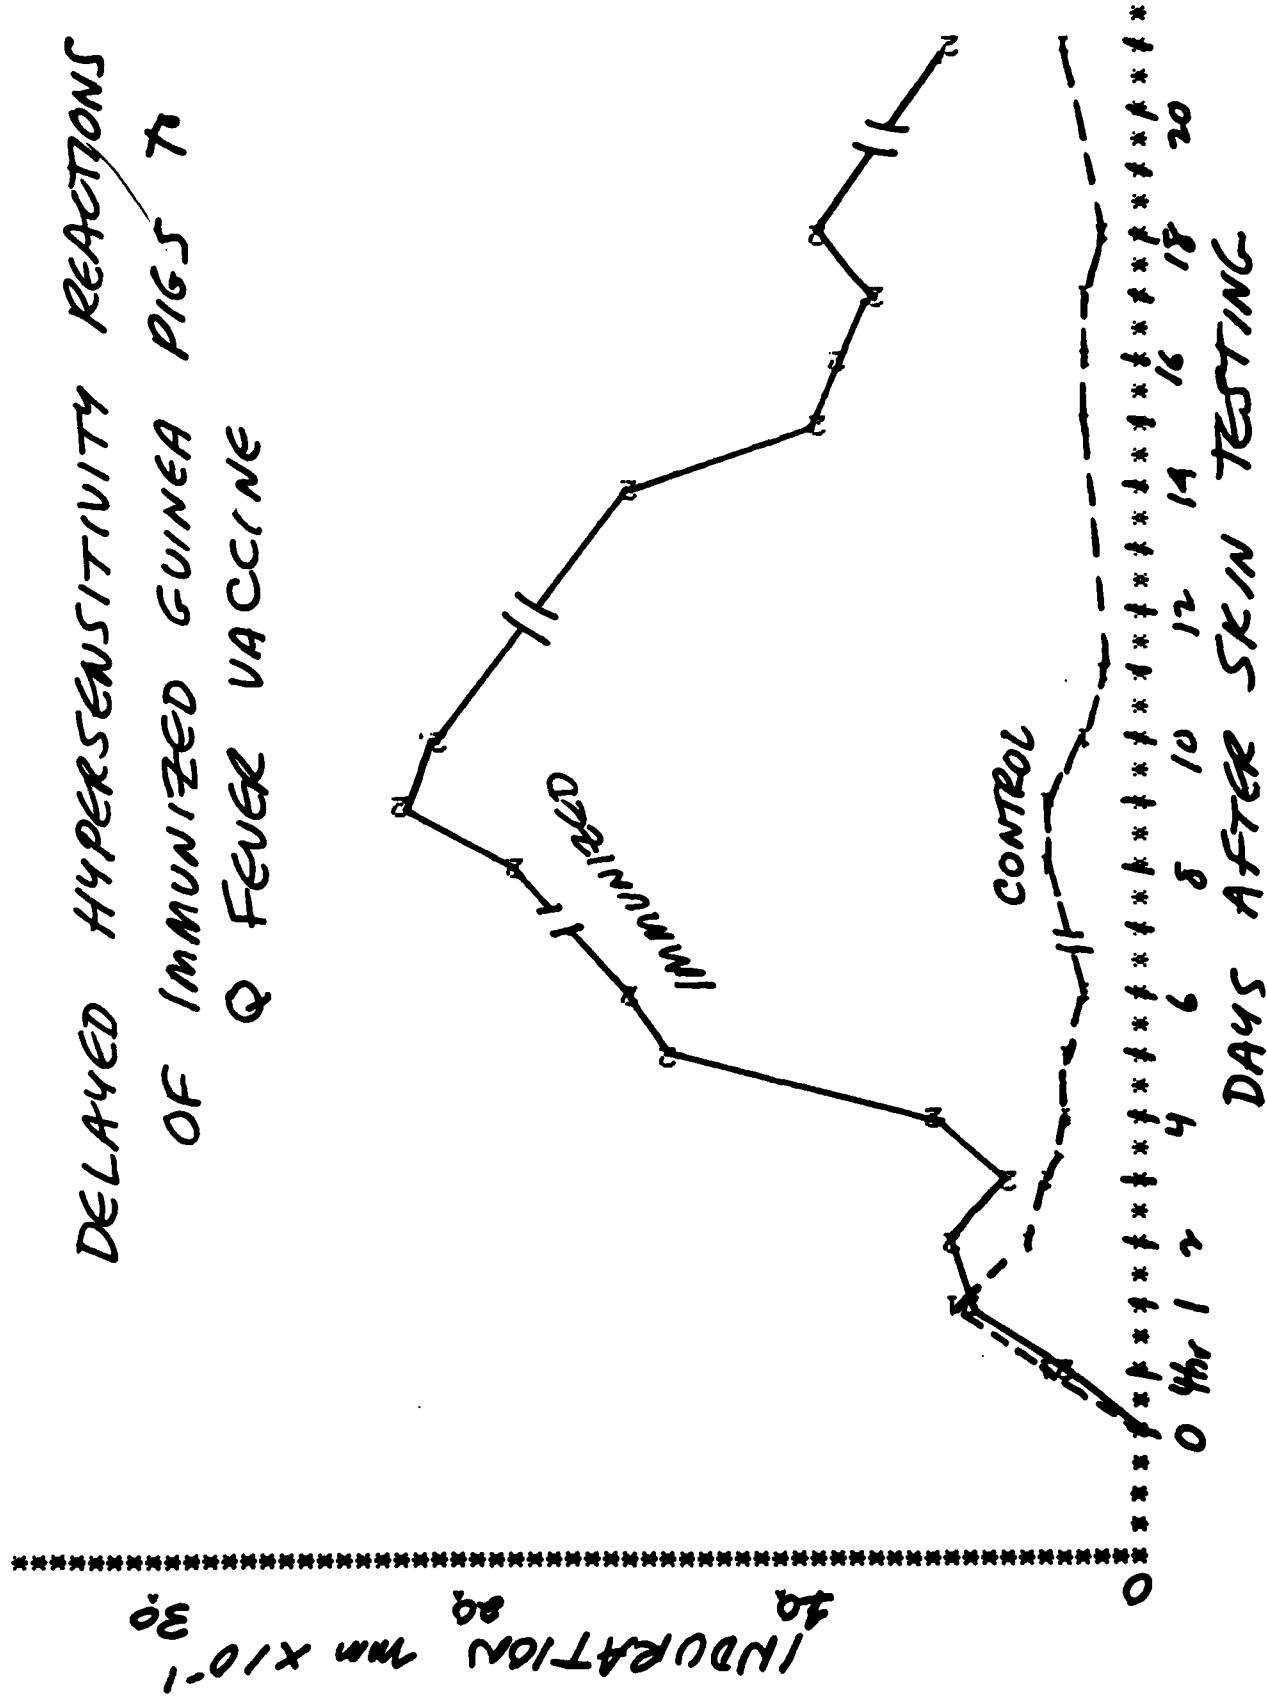 DELAYED HYPERSENSITIVITY REACTIONS
OF IMMUNIZED GUINEA PIGS TO
Q FEVER VACCINE
INDURATION mm X10-1
30
20
10
0
IMMUNIZED
CONTROL
0 4hr 1 2 4 6 8 10 12 14 16 18 20
DAYS AFTER SKIN TESTING